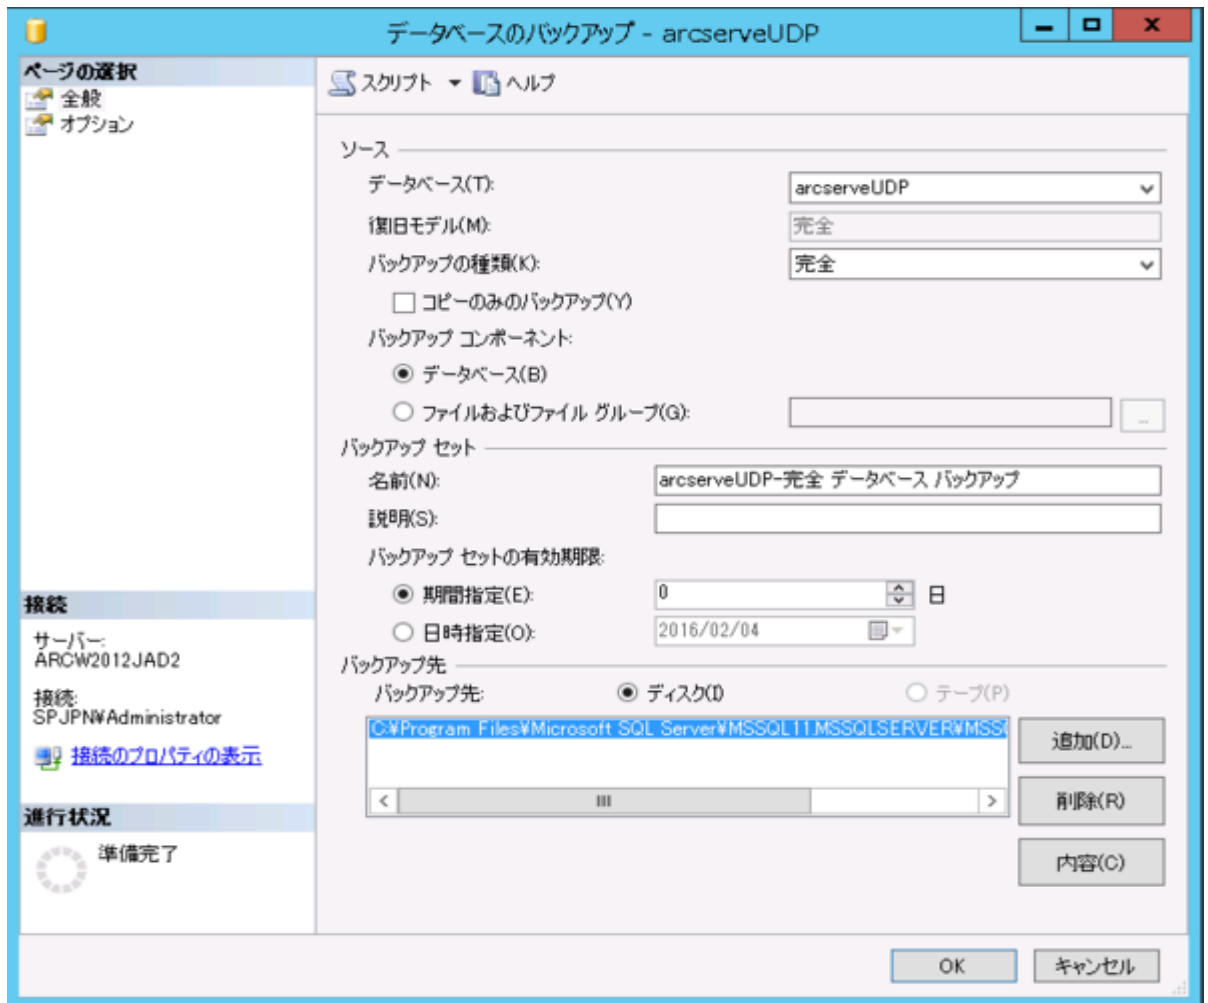 データベースのバックアップ - arcserveUDP
ページの選択
全般
オプション
スクリプト
ヘルプ
ソース
データベース(T):
arcserveUDP
復旧モデル(M):
完全
バックアップの種類(K):
完全
コピーのみのバックアップ(Y)
バックアップ コンポーネント:
データベース(B)
ファイルおよびファイル グループ(G):
...
バックアップ セット
名前(N):
arcserveUDP-完全 データベース バックアップ
説明(S):
バックアップ セットの有効期限:
期間指定(E):
0
日
日時指定(O):
2016/02/04
バックアップ先
バックアップ先:
ディスク(I)
テープ(P)
C:¥Program Files¥Microsoft SQL Server¥MSSQL11.MSSQLSERVER¥MSSQ
追加(D)...
削除(R)
内容(C)
接続
サーバー:
ARCW2012JAD2
接続:
SPJPN¥Administrator
接続のプロパティの表示
進行状況
準備完了
OK
キャンセル